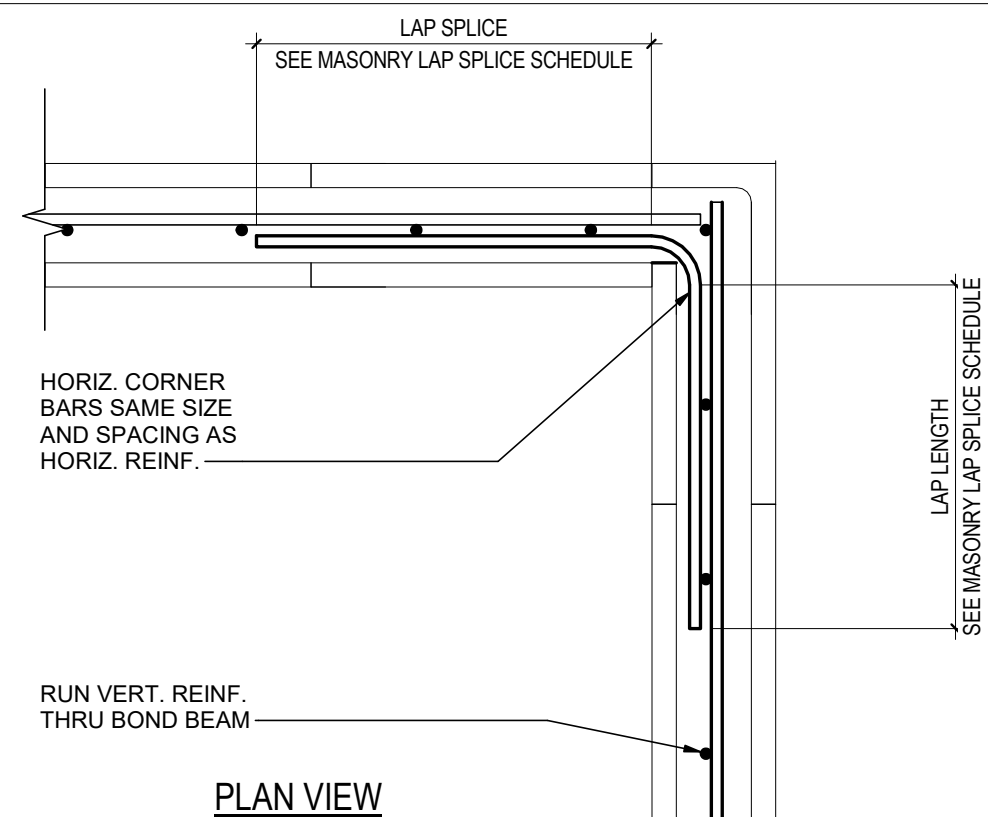 LAP SPLICE
SEE MASONRY LAP SPLICE SCHEDULE
HORIZ. CORNER
BARS SAME SIZE
AND SPACING AS
HORIZ. REINF.
LAP LENGTH
SEE MASONRY LAP SPLICE SCHEDULE
RUN VERT. REINF.
THRU BOND BEAM
PLAN VIEW